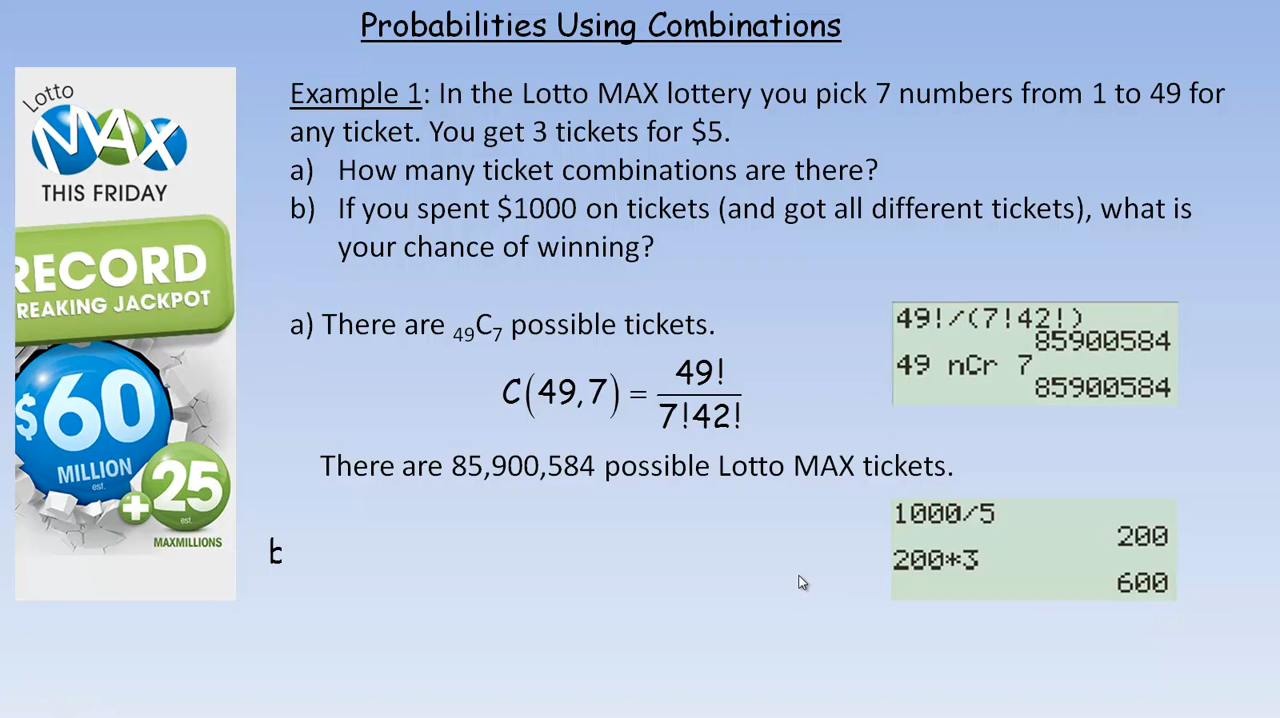 Probabilities Using Combinations
Lotto
MAX
THIS FRIDAY
RECORD
REAKING JACKPOT
$60
MILLION
est.
+25
est.
MAXMILLIONS
Example 1: In the Lotto MAX lottery you pick 7 numbers from 1 to 49 for
any ticket. You get 3 tickets for $5.
a) How many ticket combinations are there?
b) If you spent $1000 on tickets (and got all different tickets), what is
your chance of winning?
a) There are ₄₉C₇ possible tickets.
C(49,7) = 49! / 7!42!
There are 85,900,584 possible Lotto MAX tickets.
49!/(7!42!)
85900584
49 nCr 7
85900584
b
1000/5
200
200*3
600